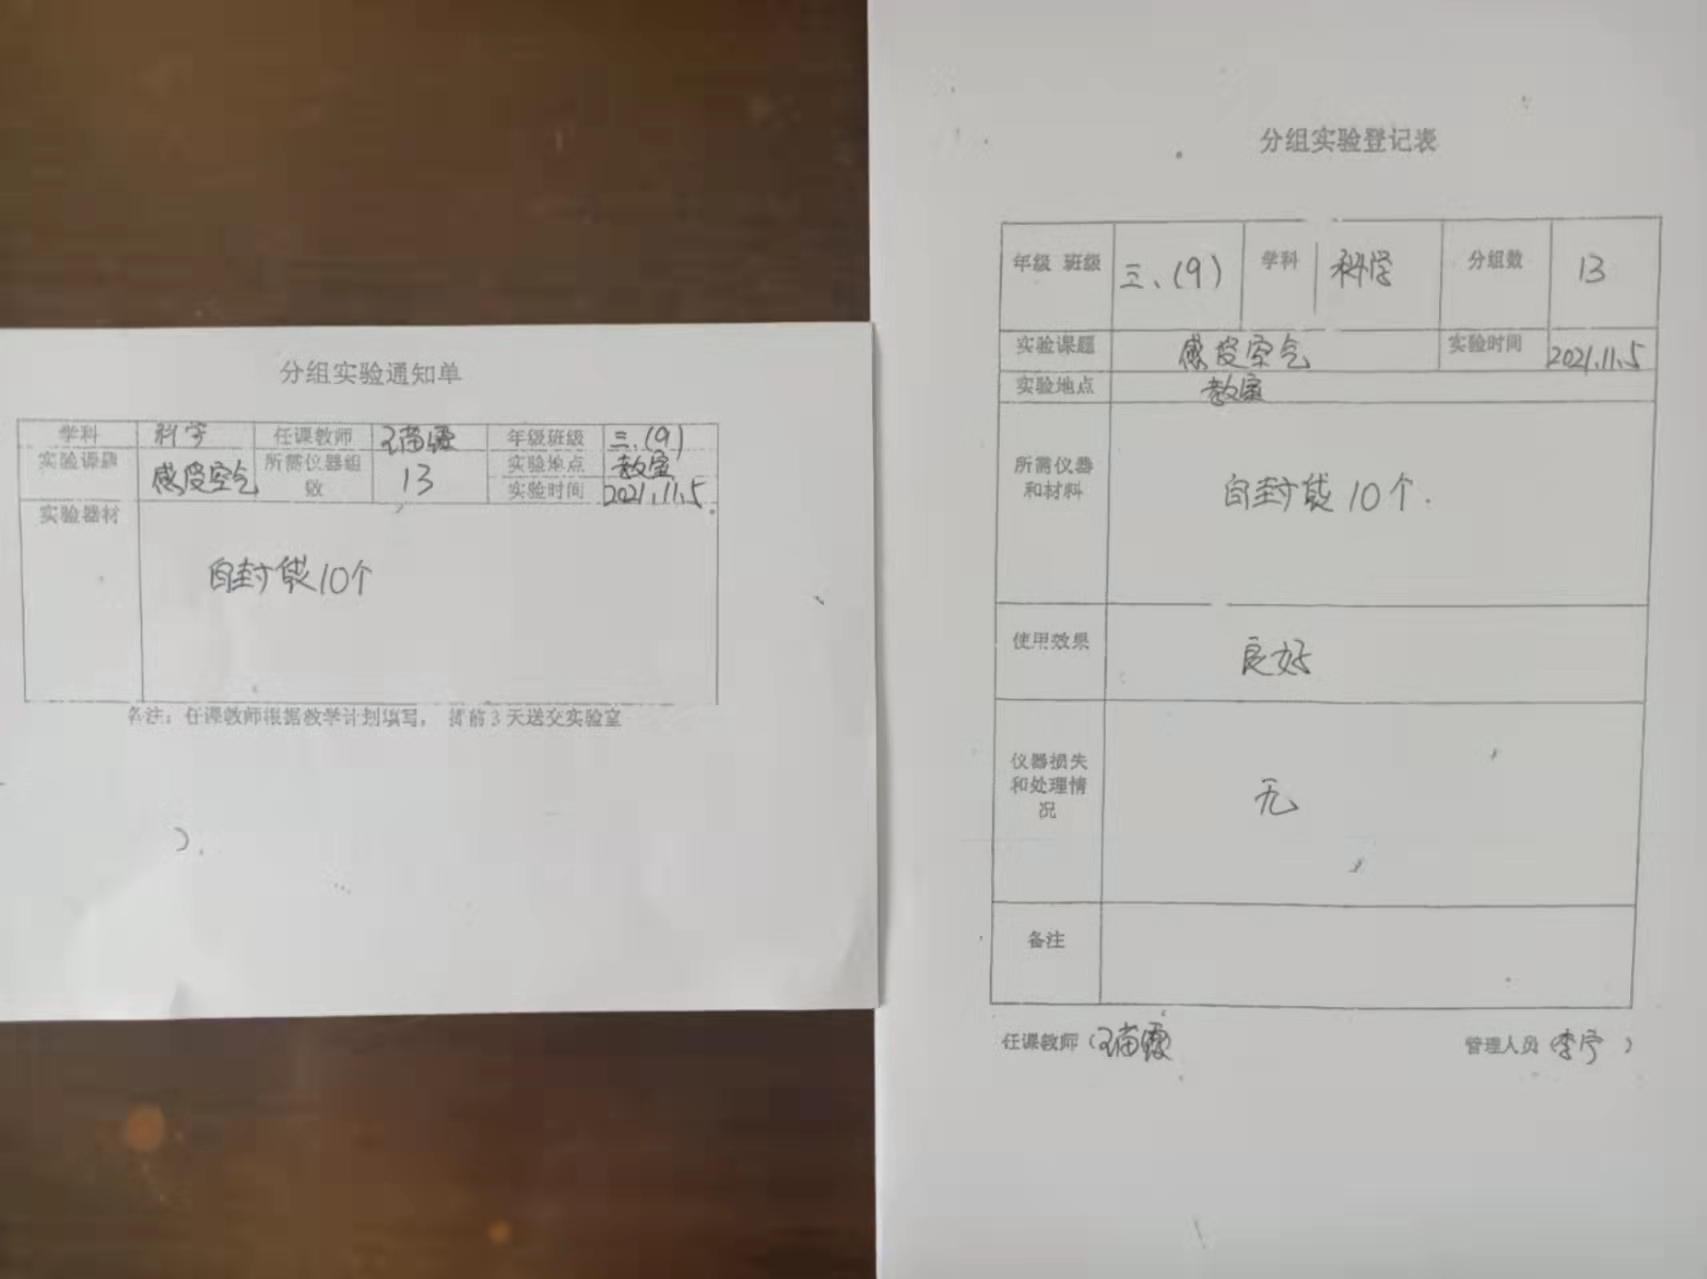 分组实验通知单
学科 科学 任课教师 王苗霞 年级班级 三.(9)
实验课题 感受空气 所需仪器组数 13 实验地点 教室
实验时间 2021.11.5
实验器材
自封袋10个
备注:任课教师根据教学计划填写, 提前3天送交实验室
分组实验登记表
年级 班级 三、(9) 学科 科学 分组数 13
实验课题 感受空气 实验时间 2021.11.5
实验地点 教室
所需仪器和材料 自封袋10个.
使用效果 良好
仪器损失和处理情况 无
备注
任课教师(王苗霞 管理人员(李宁)